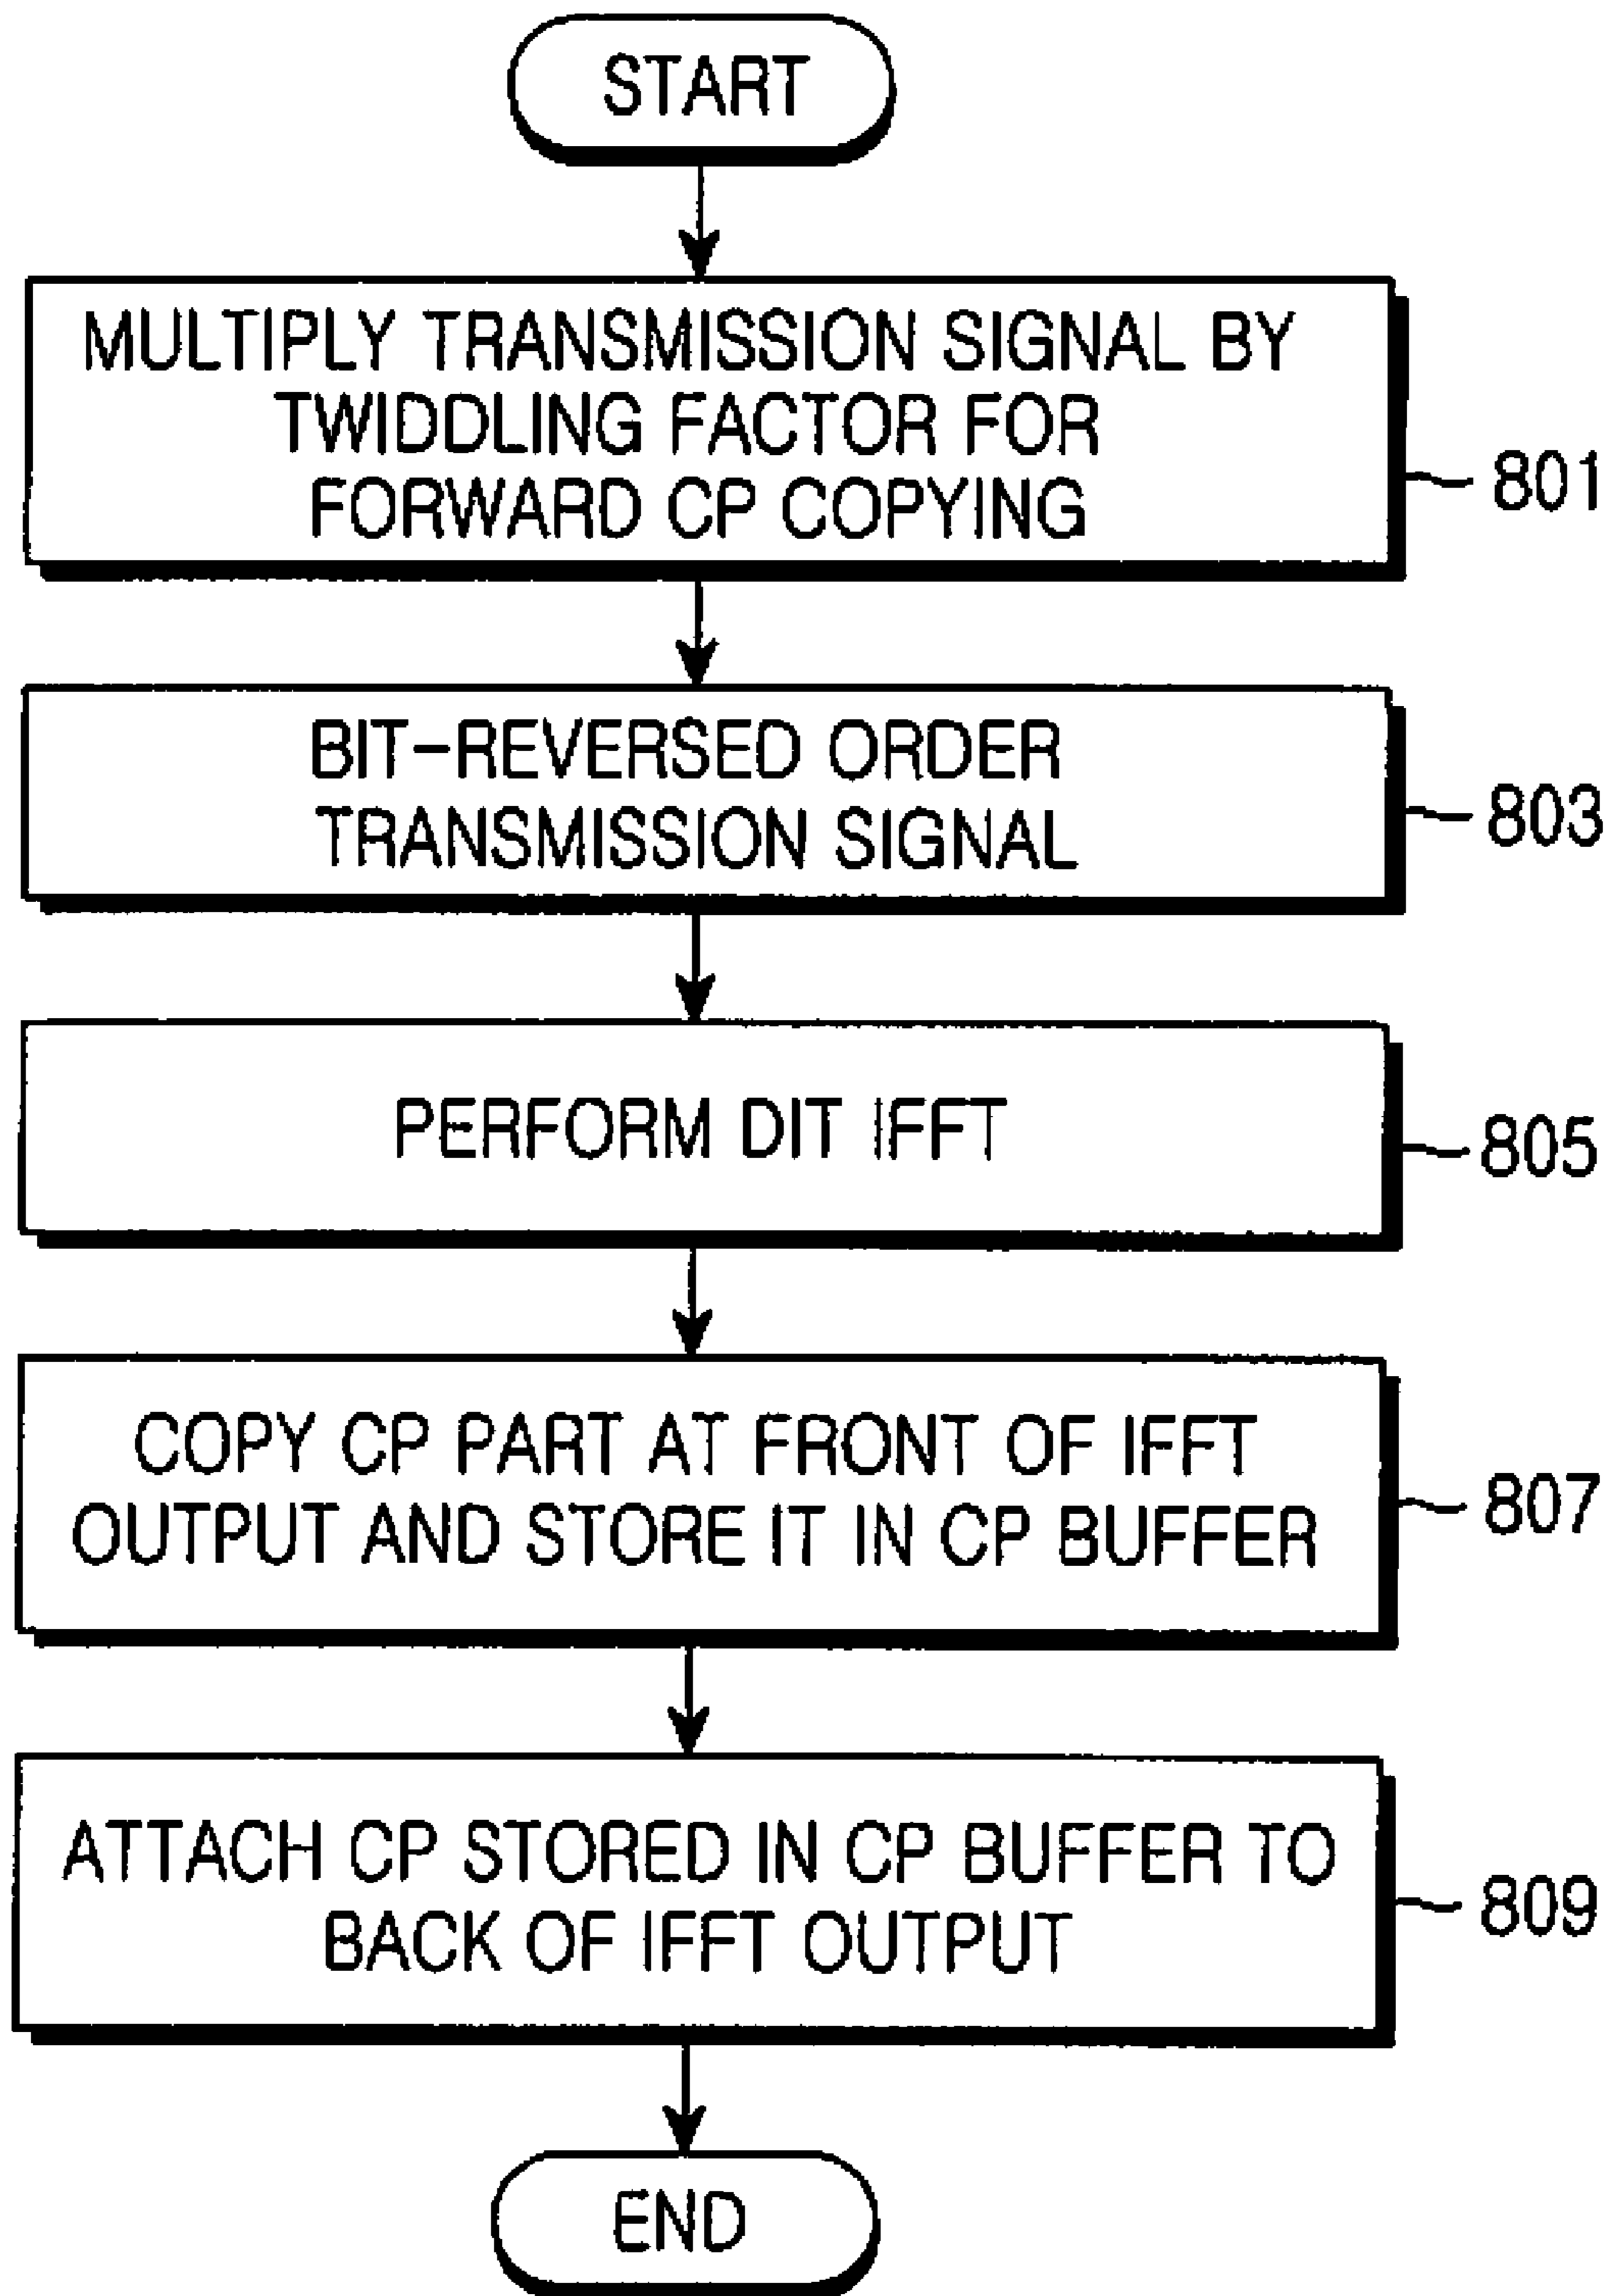 START
MULTIPLY TRANSMISSION SIGNAL BY
TWIDDLING FACTOR FOR
FORWARD CP COPYING
801
BIT-REVERSED ORDER
TRANSMISSION SIGNAL
803
PERFORM DIT IFFT
805
COPY CP PART AT FRONT OF IFFT
OUTPUT AND STORE IT IN CP BUFFER
807
ATTACH CP STORED IN CP BUFFER TO
BACK OF IFFT OUTPUT
809
END